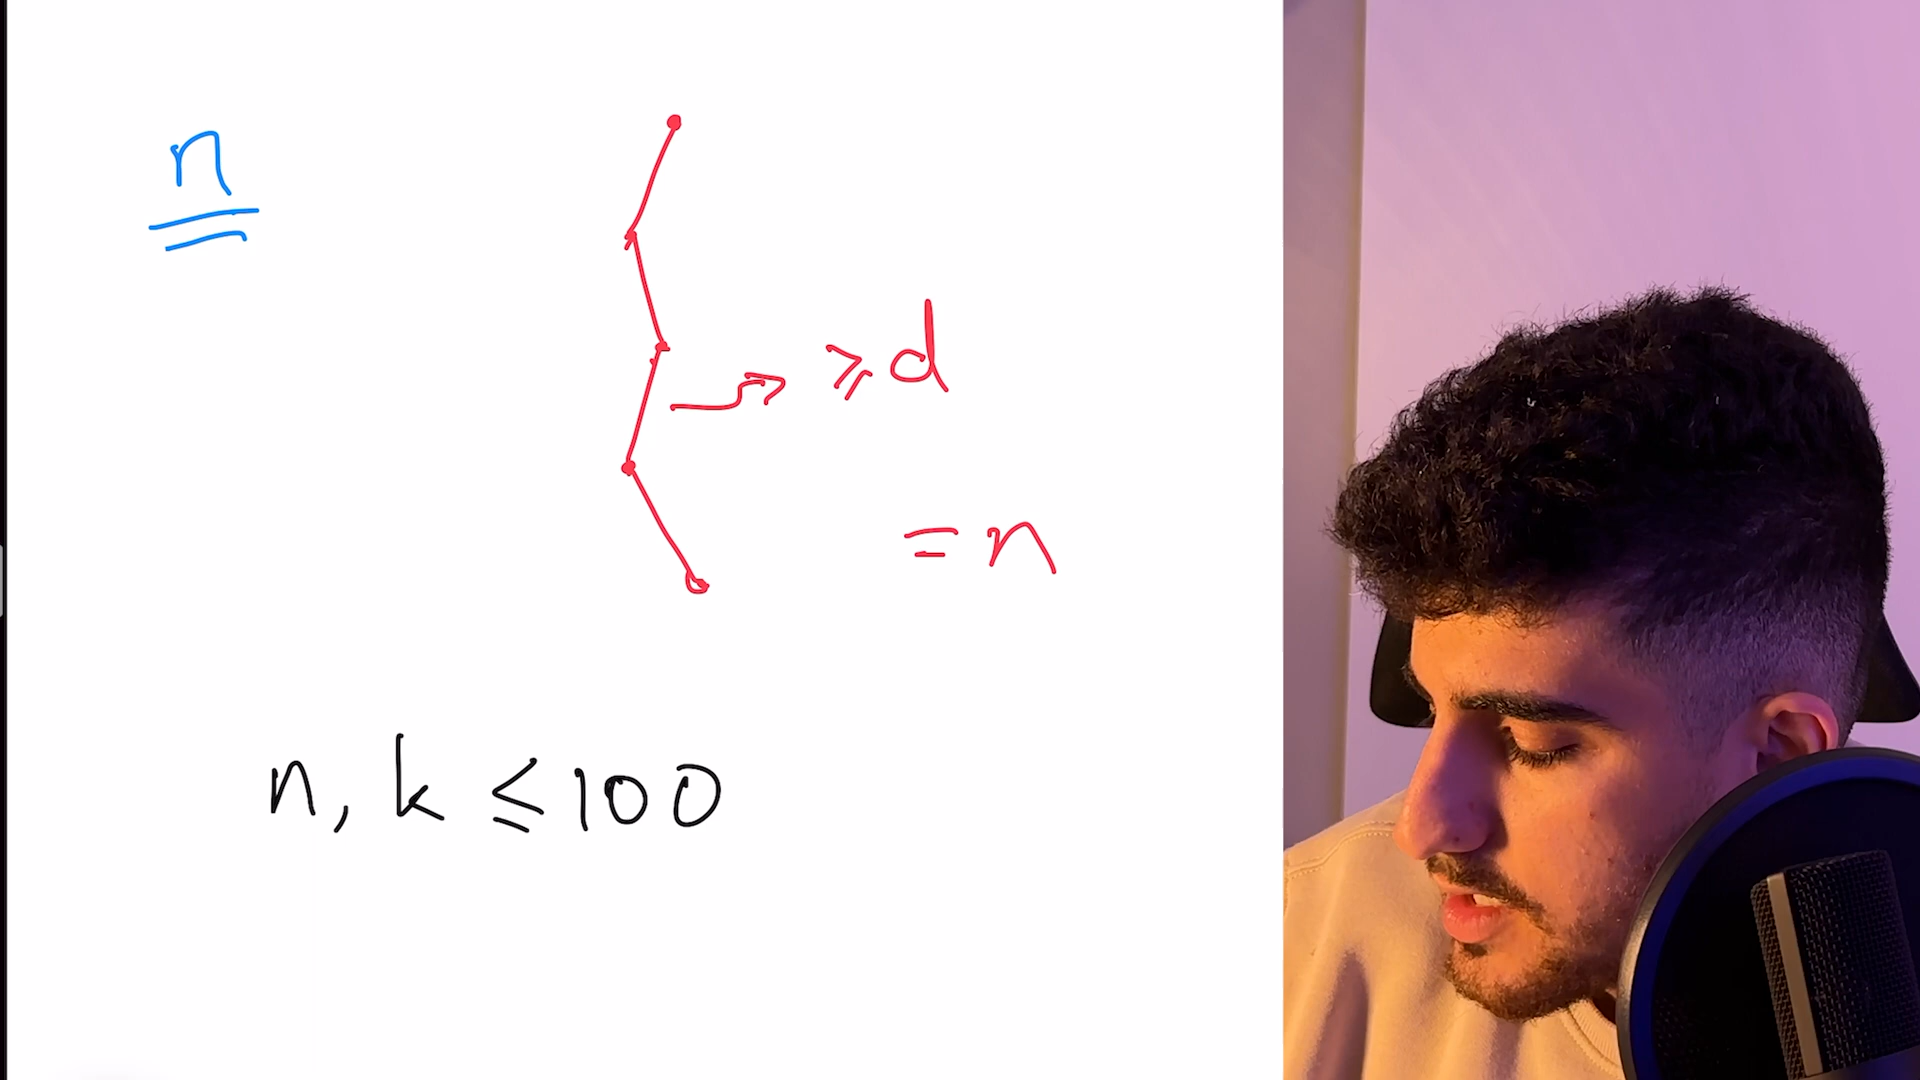 n
≥ d
= n
n, k ≤ 100